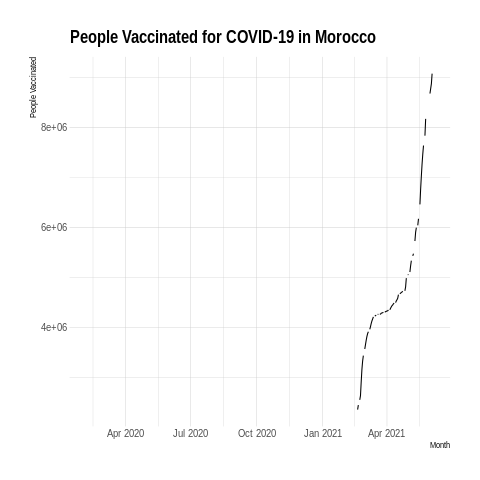 People Vaccinated for COVID-19 in Morocco
People Vaccinated
8e+06
6e+06
4e+06
Apr 2020 Jul 2020 Oct 2020 Jan 2021 Apr 2021
Month